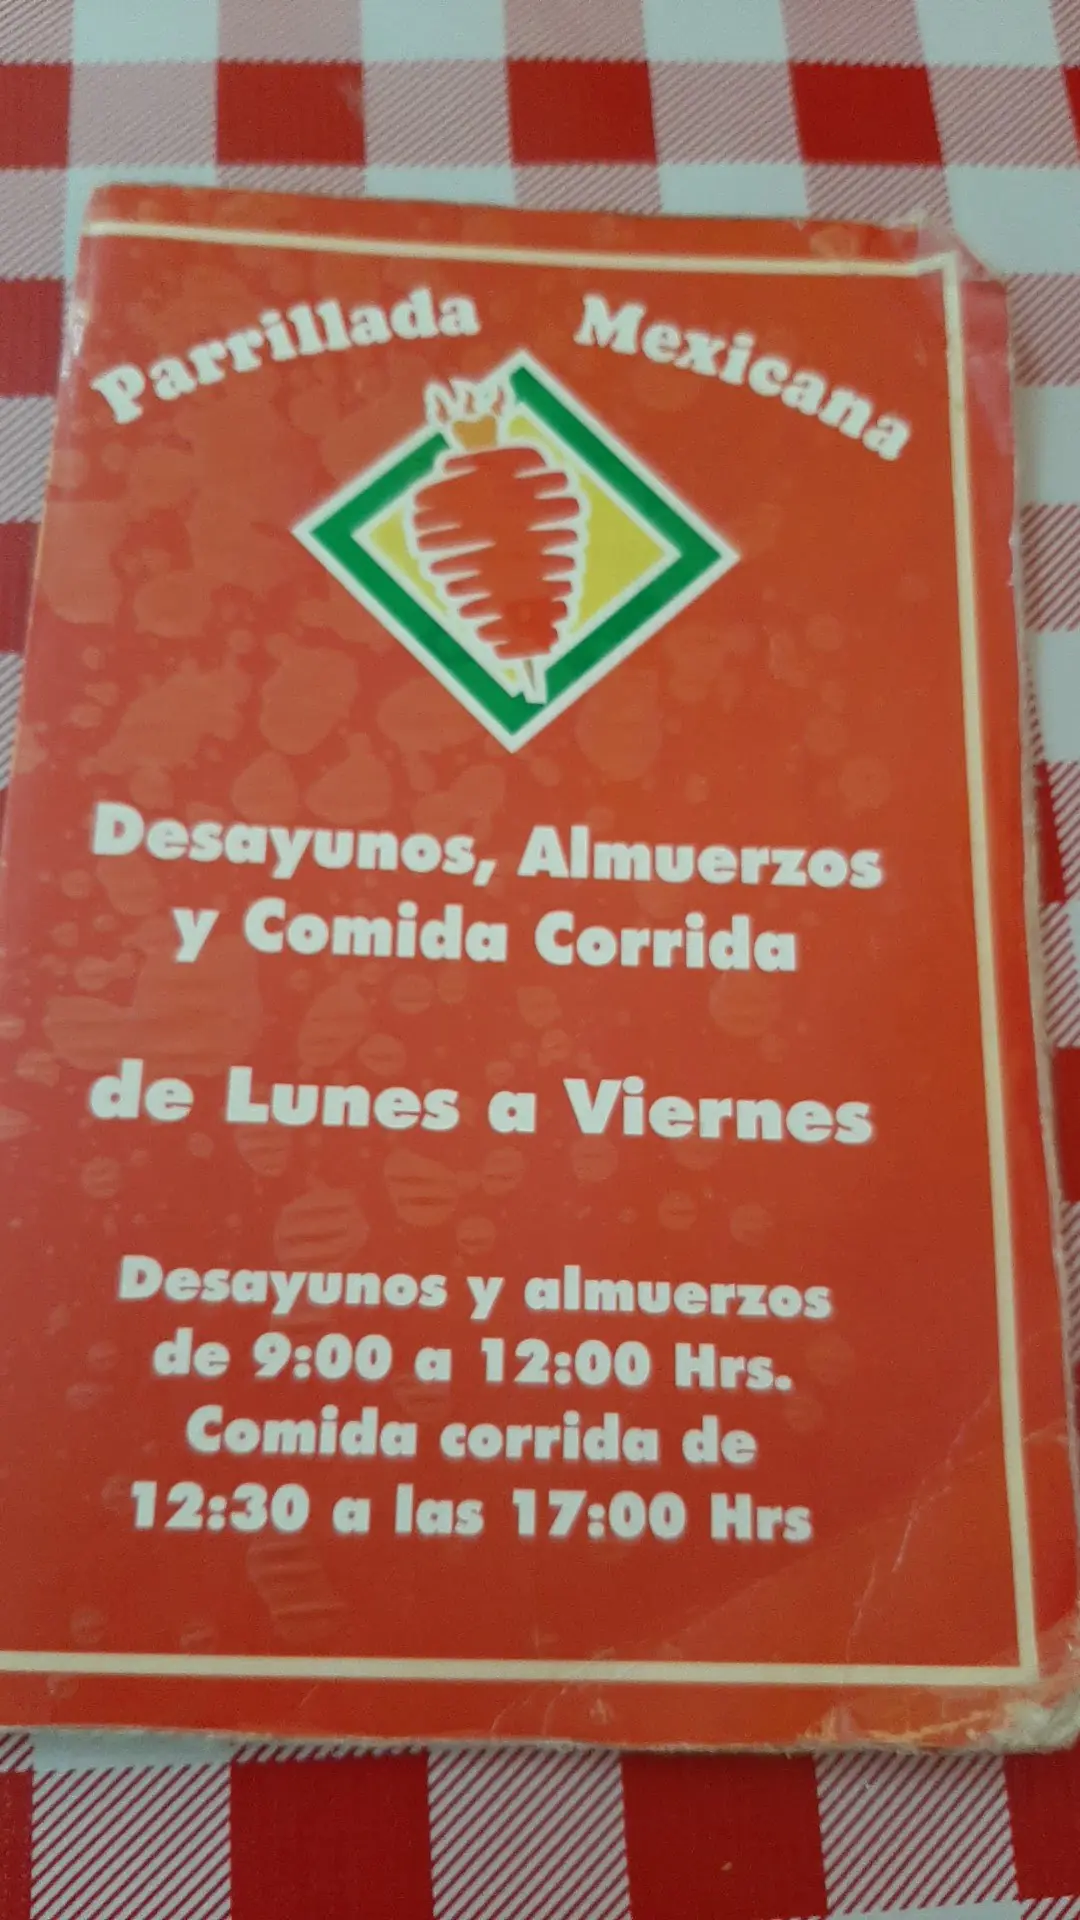 Parrillada Mexicana
Desayunos, Almuerzos
y Comida Corrida
de Lunes a Viernes
Desayunos y almuerzos
de 9:00 a 12:00 Hrs.
Comida corrida de
12:30 a las 17:00 Hrs